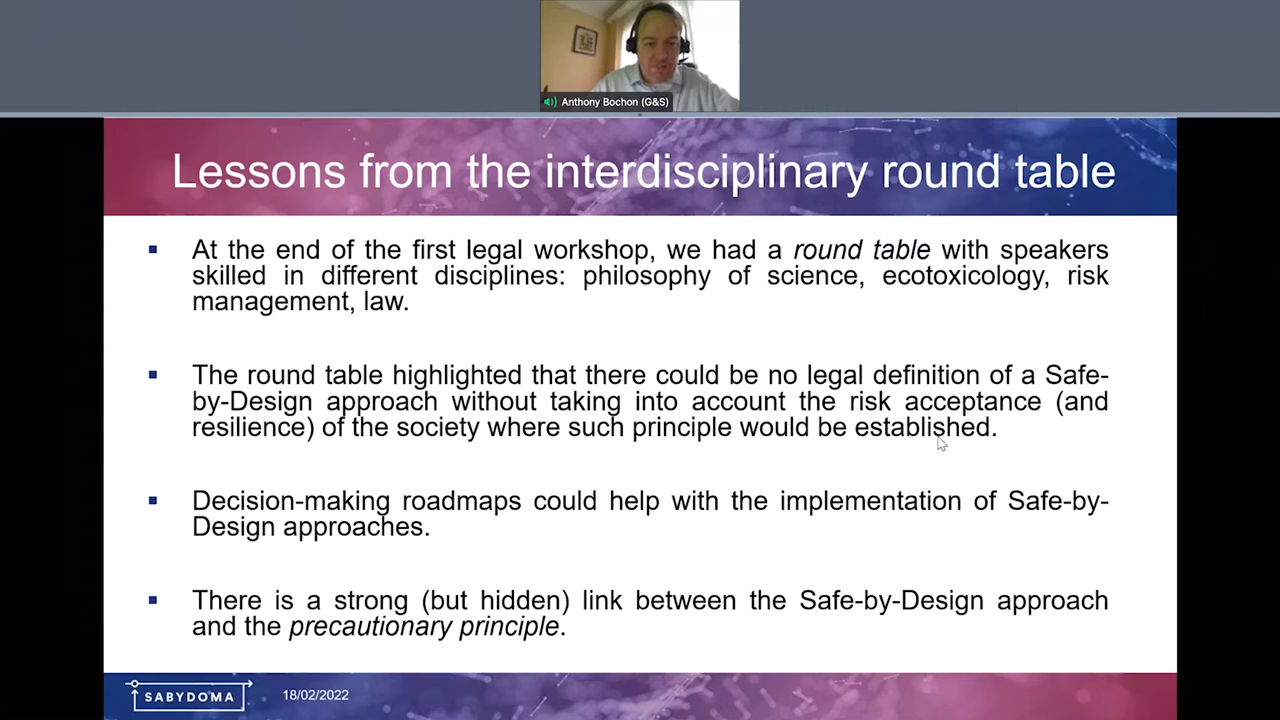 Anthony Bochon (G&S)
Lessons from the interdisciplinary round table
▪ At the end of the first legal workshop, we had a round table with speakers
skilled in different disciplines: philosophy of science, ecotoxicology, risk
management, law.
▪ The round table highlighted that there could be no legal definition of a Safe-
by-Design approach without taking into account the risk acceptance (and
resilience) of the society where such principle would be established.
▪ Decision-making roadmaps could help with the implementation of Safe-by-
Design approaches.
▪ There is a strong (but hidden) link between the Safe-by-Design approach
and the precautionary principle.
SABYDOMA
18/02/2022